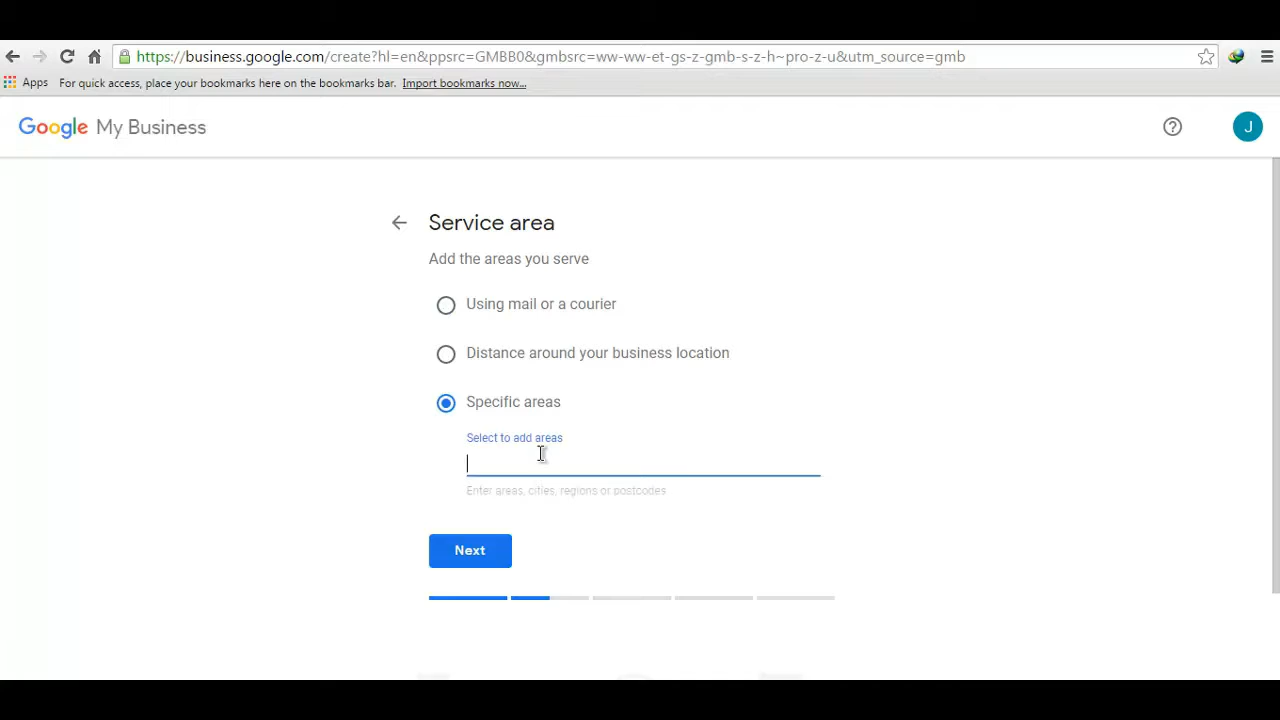 https://business.google.com/create?hl=en&ppsrc=GMBB0&gmbsrc=ww-ww-et-gs-z-gmb-s-z-h~pro-z-u&utm_source=gmb
Apps For quick access, place your bookmarks here on the bookmarks bar. Import bookmarks now...
Google My Business
J
Service area
Add the areas you serve
Using mail or a courier
Distance around your business location
Specific areas
Select to add areas
Enter areas, cities, regions or postcodes
Next